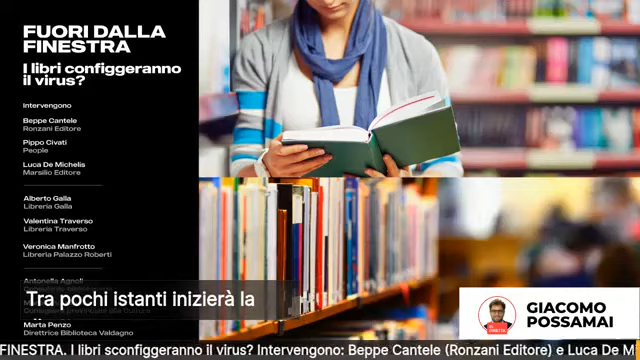 FUORI DALLA
FINESTRA
I libri configgeranno
il virus?
Intervengono
Beppe Cantele
Ronzani Editore
Pippo Civati
People
Luca De Michelis
Marsilio Editore
Alberto Galla
Libreria Galla
Valentina Traverso
Libreria Traverso
Veronica Manfrotto
Libreria Palazzo Roberti
Antonella Agnoli
Tra pochi istanti inizierà la
Marta Penzo
Direttrice Biblioteca Valdagno
GIACOMO
POSSAMAI
FINESTRA. I libri sconfiggeranno il virus? Intervengono: Beppe Cantele (Ronzani Editore) e Luca De M